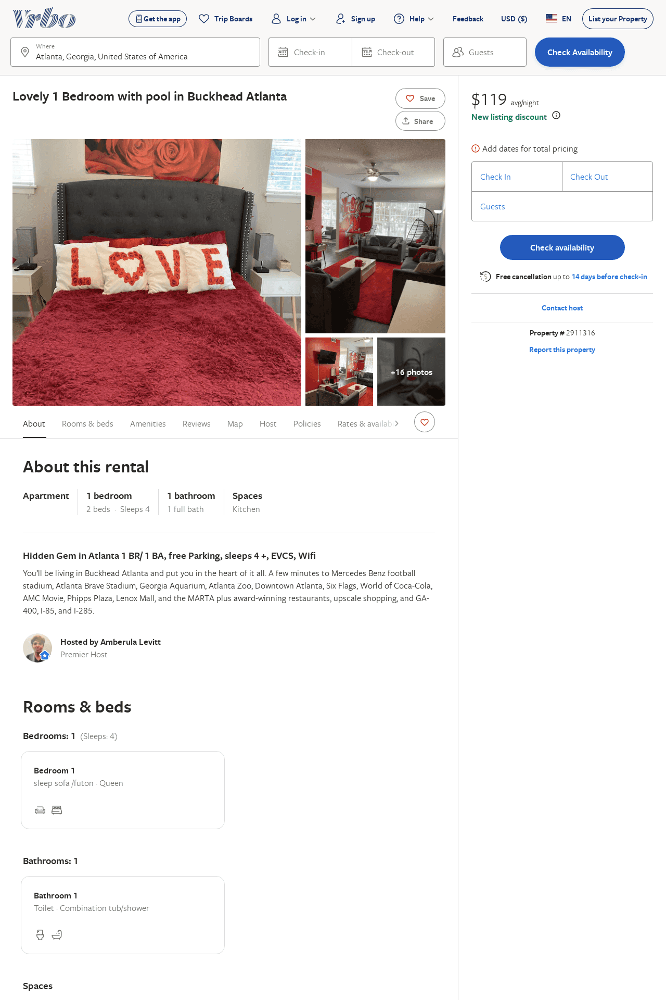 Vrbo
Get the app
Trip Boards
Log in
Sign up
Help
Feedback
USD ($)
EN
List your Property
Where
Atlanta, Georgia, United States of America
Check-in
Check-out
Guests
Check Availability
Lovely 1 Bedroom with pool in Buckhead Atlanta
Save
Share
LOVE
+16 photos
$119 avg/night
New listing discount
Add dates for total pricing
Check In
Check Out
Guests
Check availability
Free cancellation up to 14 days before check-in
Contact host
Property # 2911316
Report this property
About
Rooms & beds
Amenities
Reviews
Map
Host
Policies
Rates & availab
About this rental
Apartment
1 bedroom
2 beds · Sleeps 4
1 bathroom
1 full bath
Spaces
Kitchen
Hidden Gem in Atlanta 1 BR/ 1 BA, free Parking, sleeps 4 +, EVCS, Wifi
You’ll be living in Buckhead Atlanta and put you in the heart of it all. A few minutes to Mercedes Benz football
stadium, Atlanta Brave Stadium, Georgia Aquarium, Atlanta Zoo, Downtown Atlanta, Six Flags, World of Coca-Cola,
AMC Movie, Phipps Plaza, Lenox Mall, and the MARTA plus award-winning restaurants, upscale shopping, and GA-
400, I-85, and I-285.
Hosted by Amberula Levitt
Premier Host
Rooms & beds
Bedrooms: 1 (Sleeps: 4)
Bedroom 1
sleep sofa /futon · Queen
Bathrooms: 1
Bathroom 1
Toilet · Combination tub/shower
Spaces